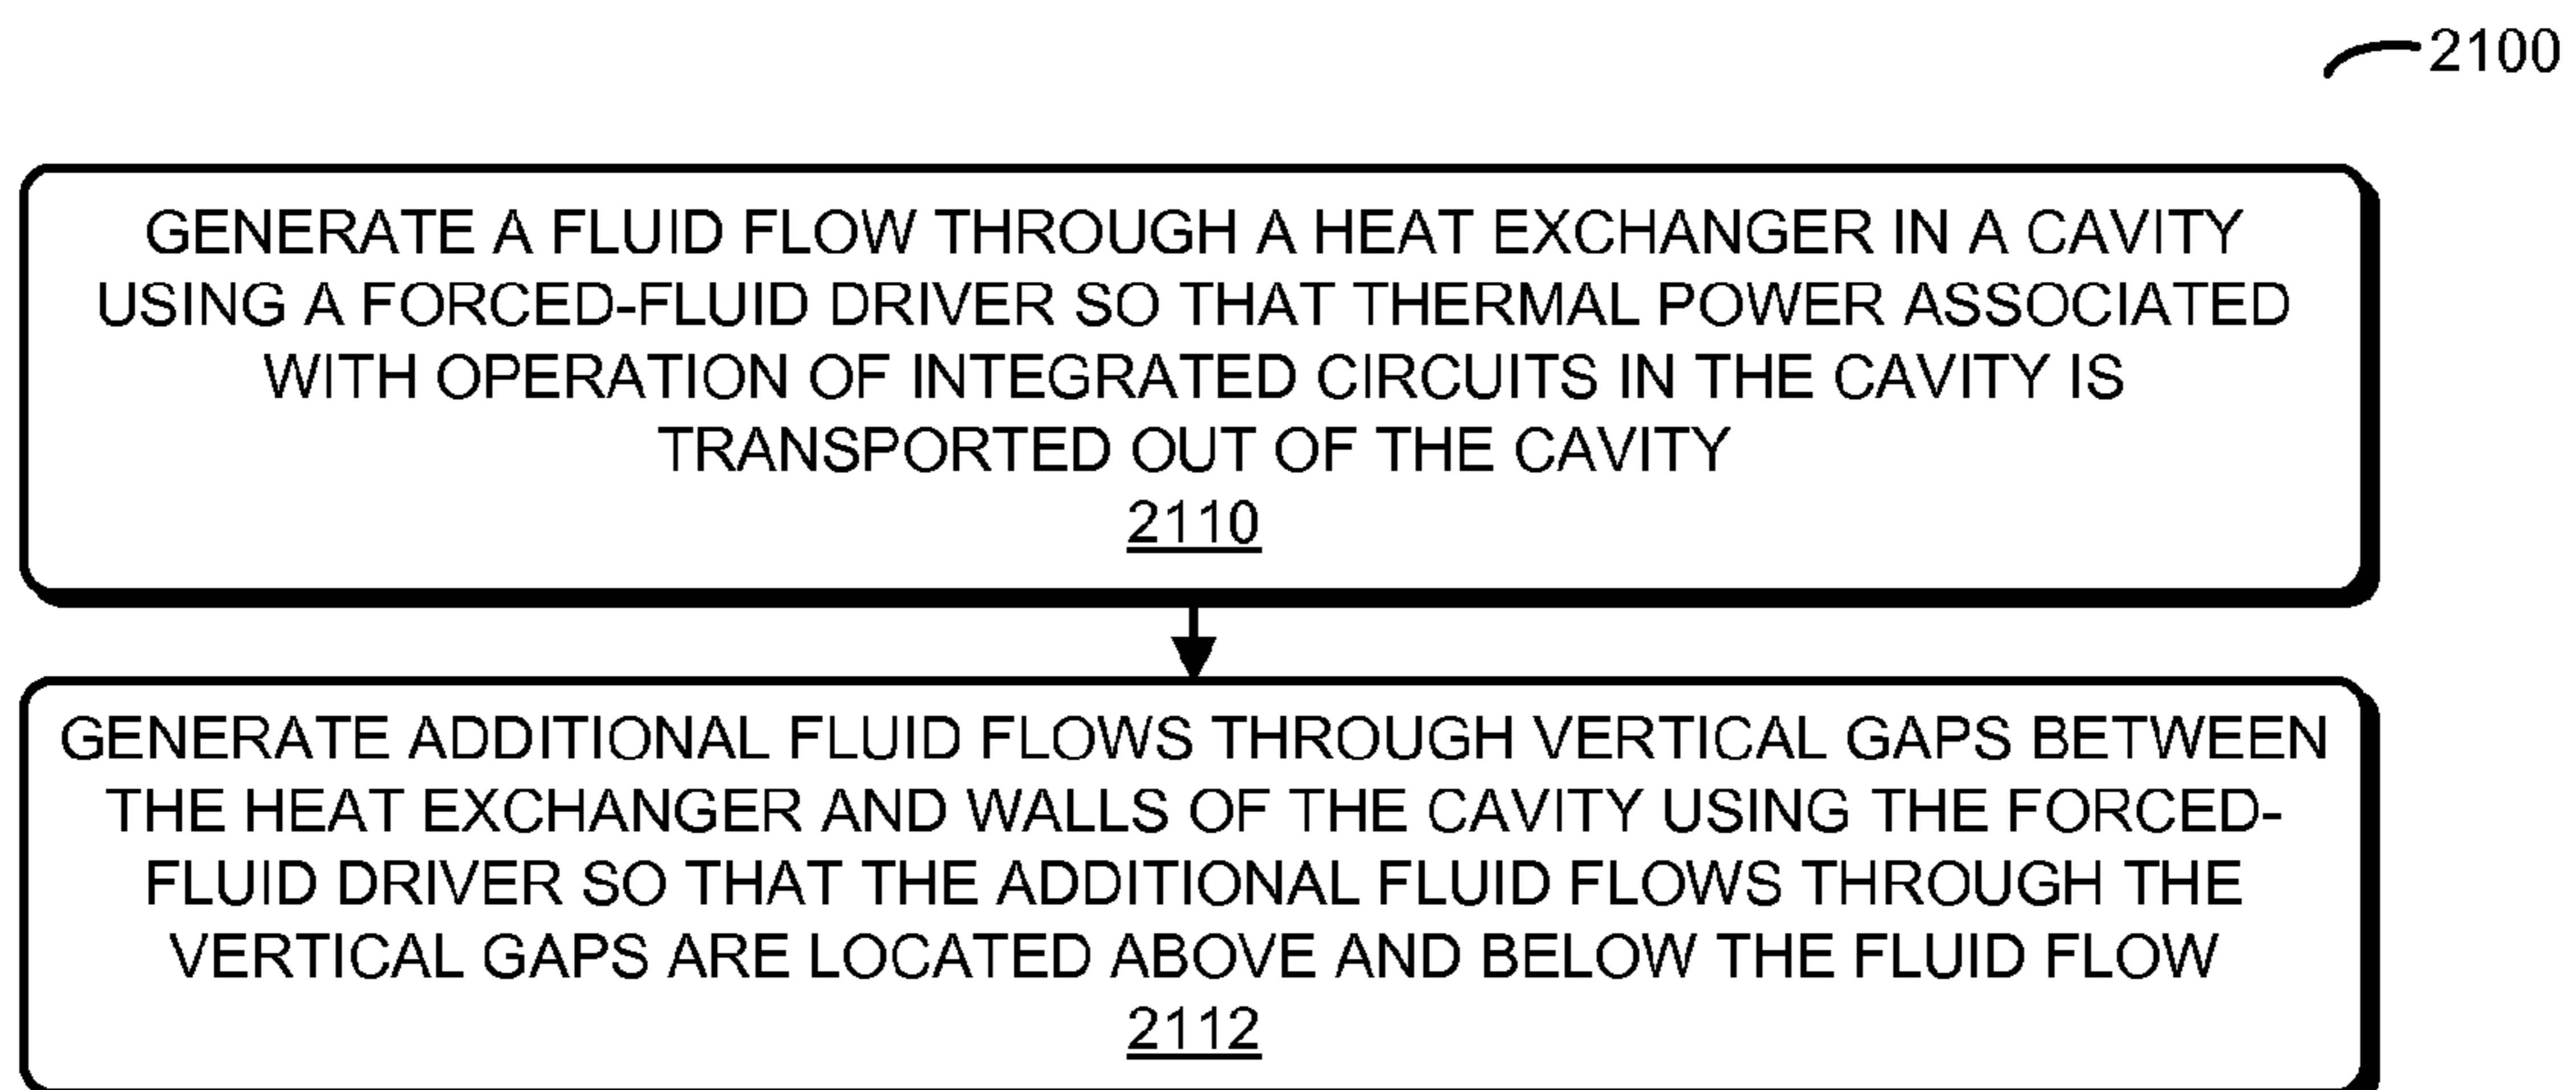 2100
GENERATE A FLUID FLOW THROUGH A HEAT EXCHANGER IN A CAVITY
USING A FORCED-FLUID DRIVER SO THAT THERMAL POWER ASSOCIATED
WITH OPERATION OF INTEGRATED CIRCUITS IN THE CAVITY IS
TRANSPORTED OUT OF THE CAVITY
2110
GENERATE ADDITIONAL FLUID FLOWS THROUGH VERTICAL GAPS BETWEEN
THE HEAT EXCHANGER AND WALLS OF THE CAVITY USING THE FORCED-
FLUID DRIVER SO THAT THE ADDITIONAL FLUID FLOWS THROUGH THE
VERTICAL GAPS ARE LOCATED ABOVE AND BELOW THE FLUID FLOW
2112